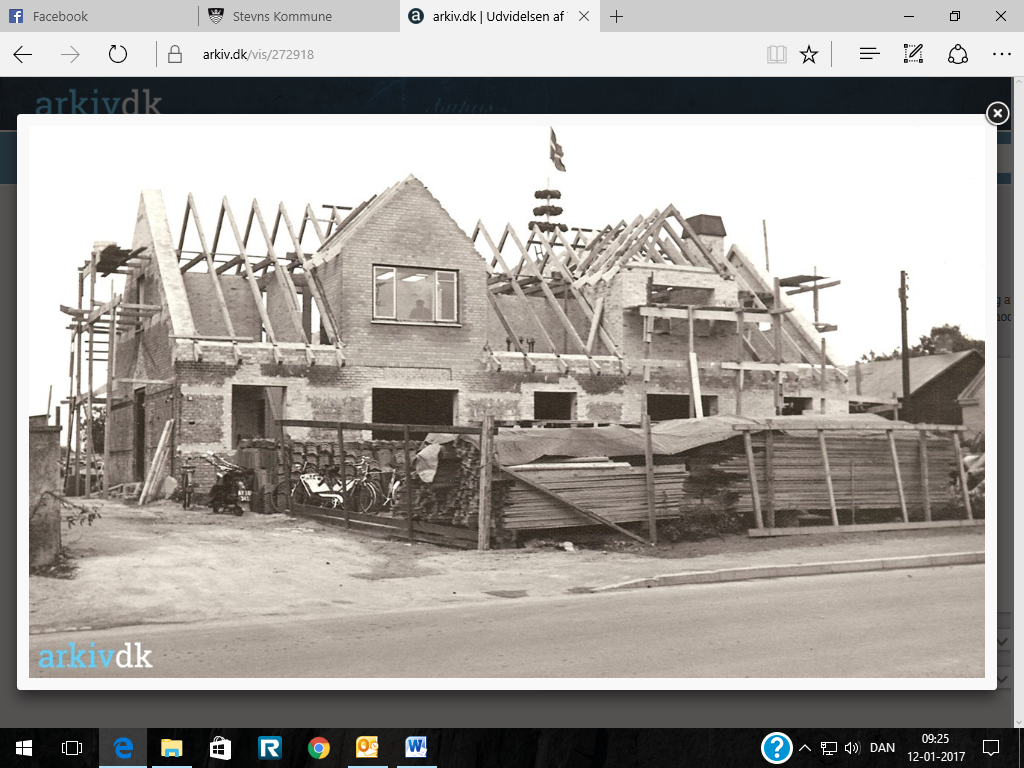 Facebook
Stevns Kommune
arkiv.dk | Udvidelsen af
arkiv.dk/vis/272918
arkivdk
arkivdk
DAN
09:25
12-01-2017